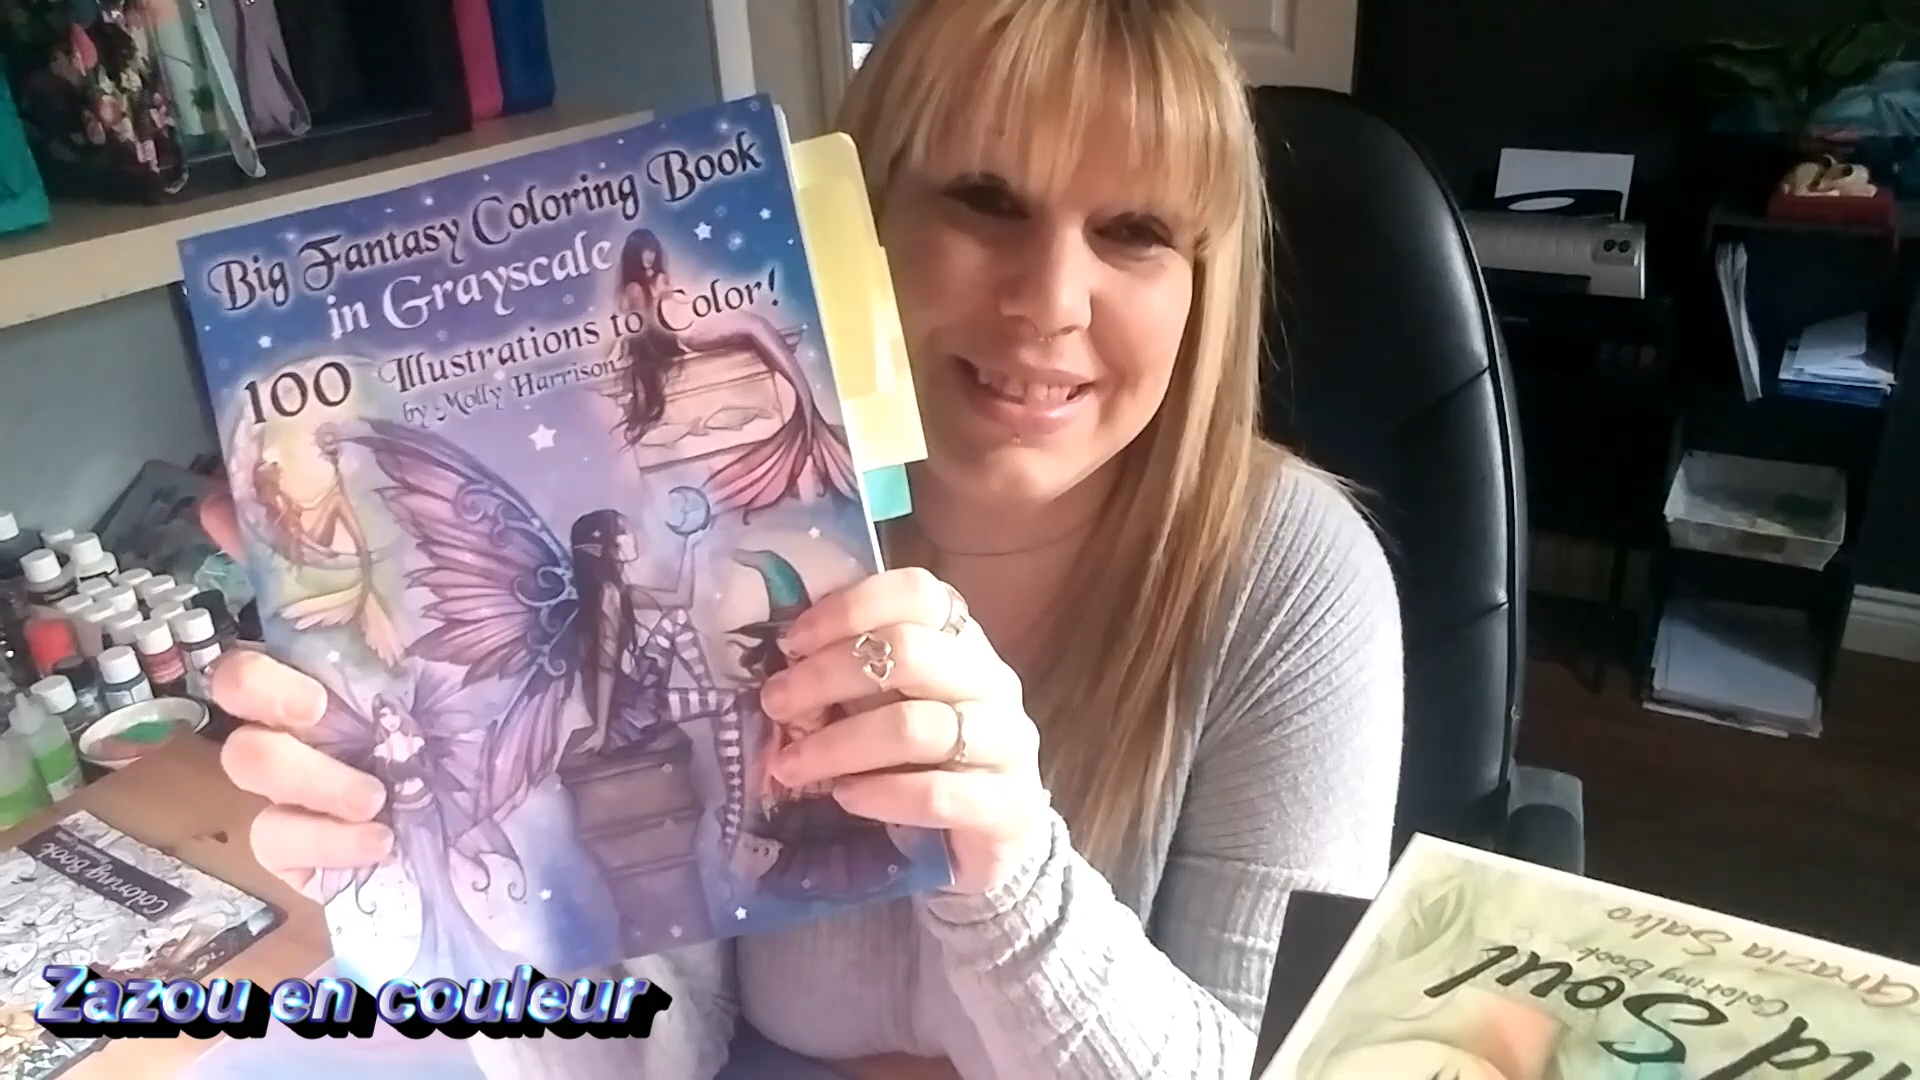 Big Fantasy Coloring Book
in Grayscale
100 Illustrations to Color!
by Molly Harrison
Coloring Book
Zazou en couleur
Grazia Salvo
Coloring Book
Soul